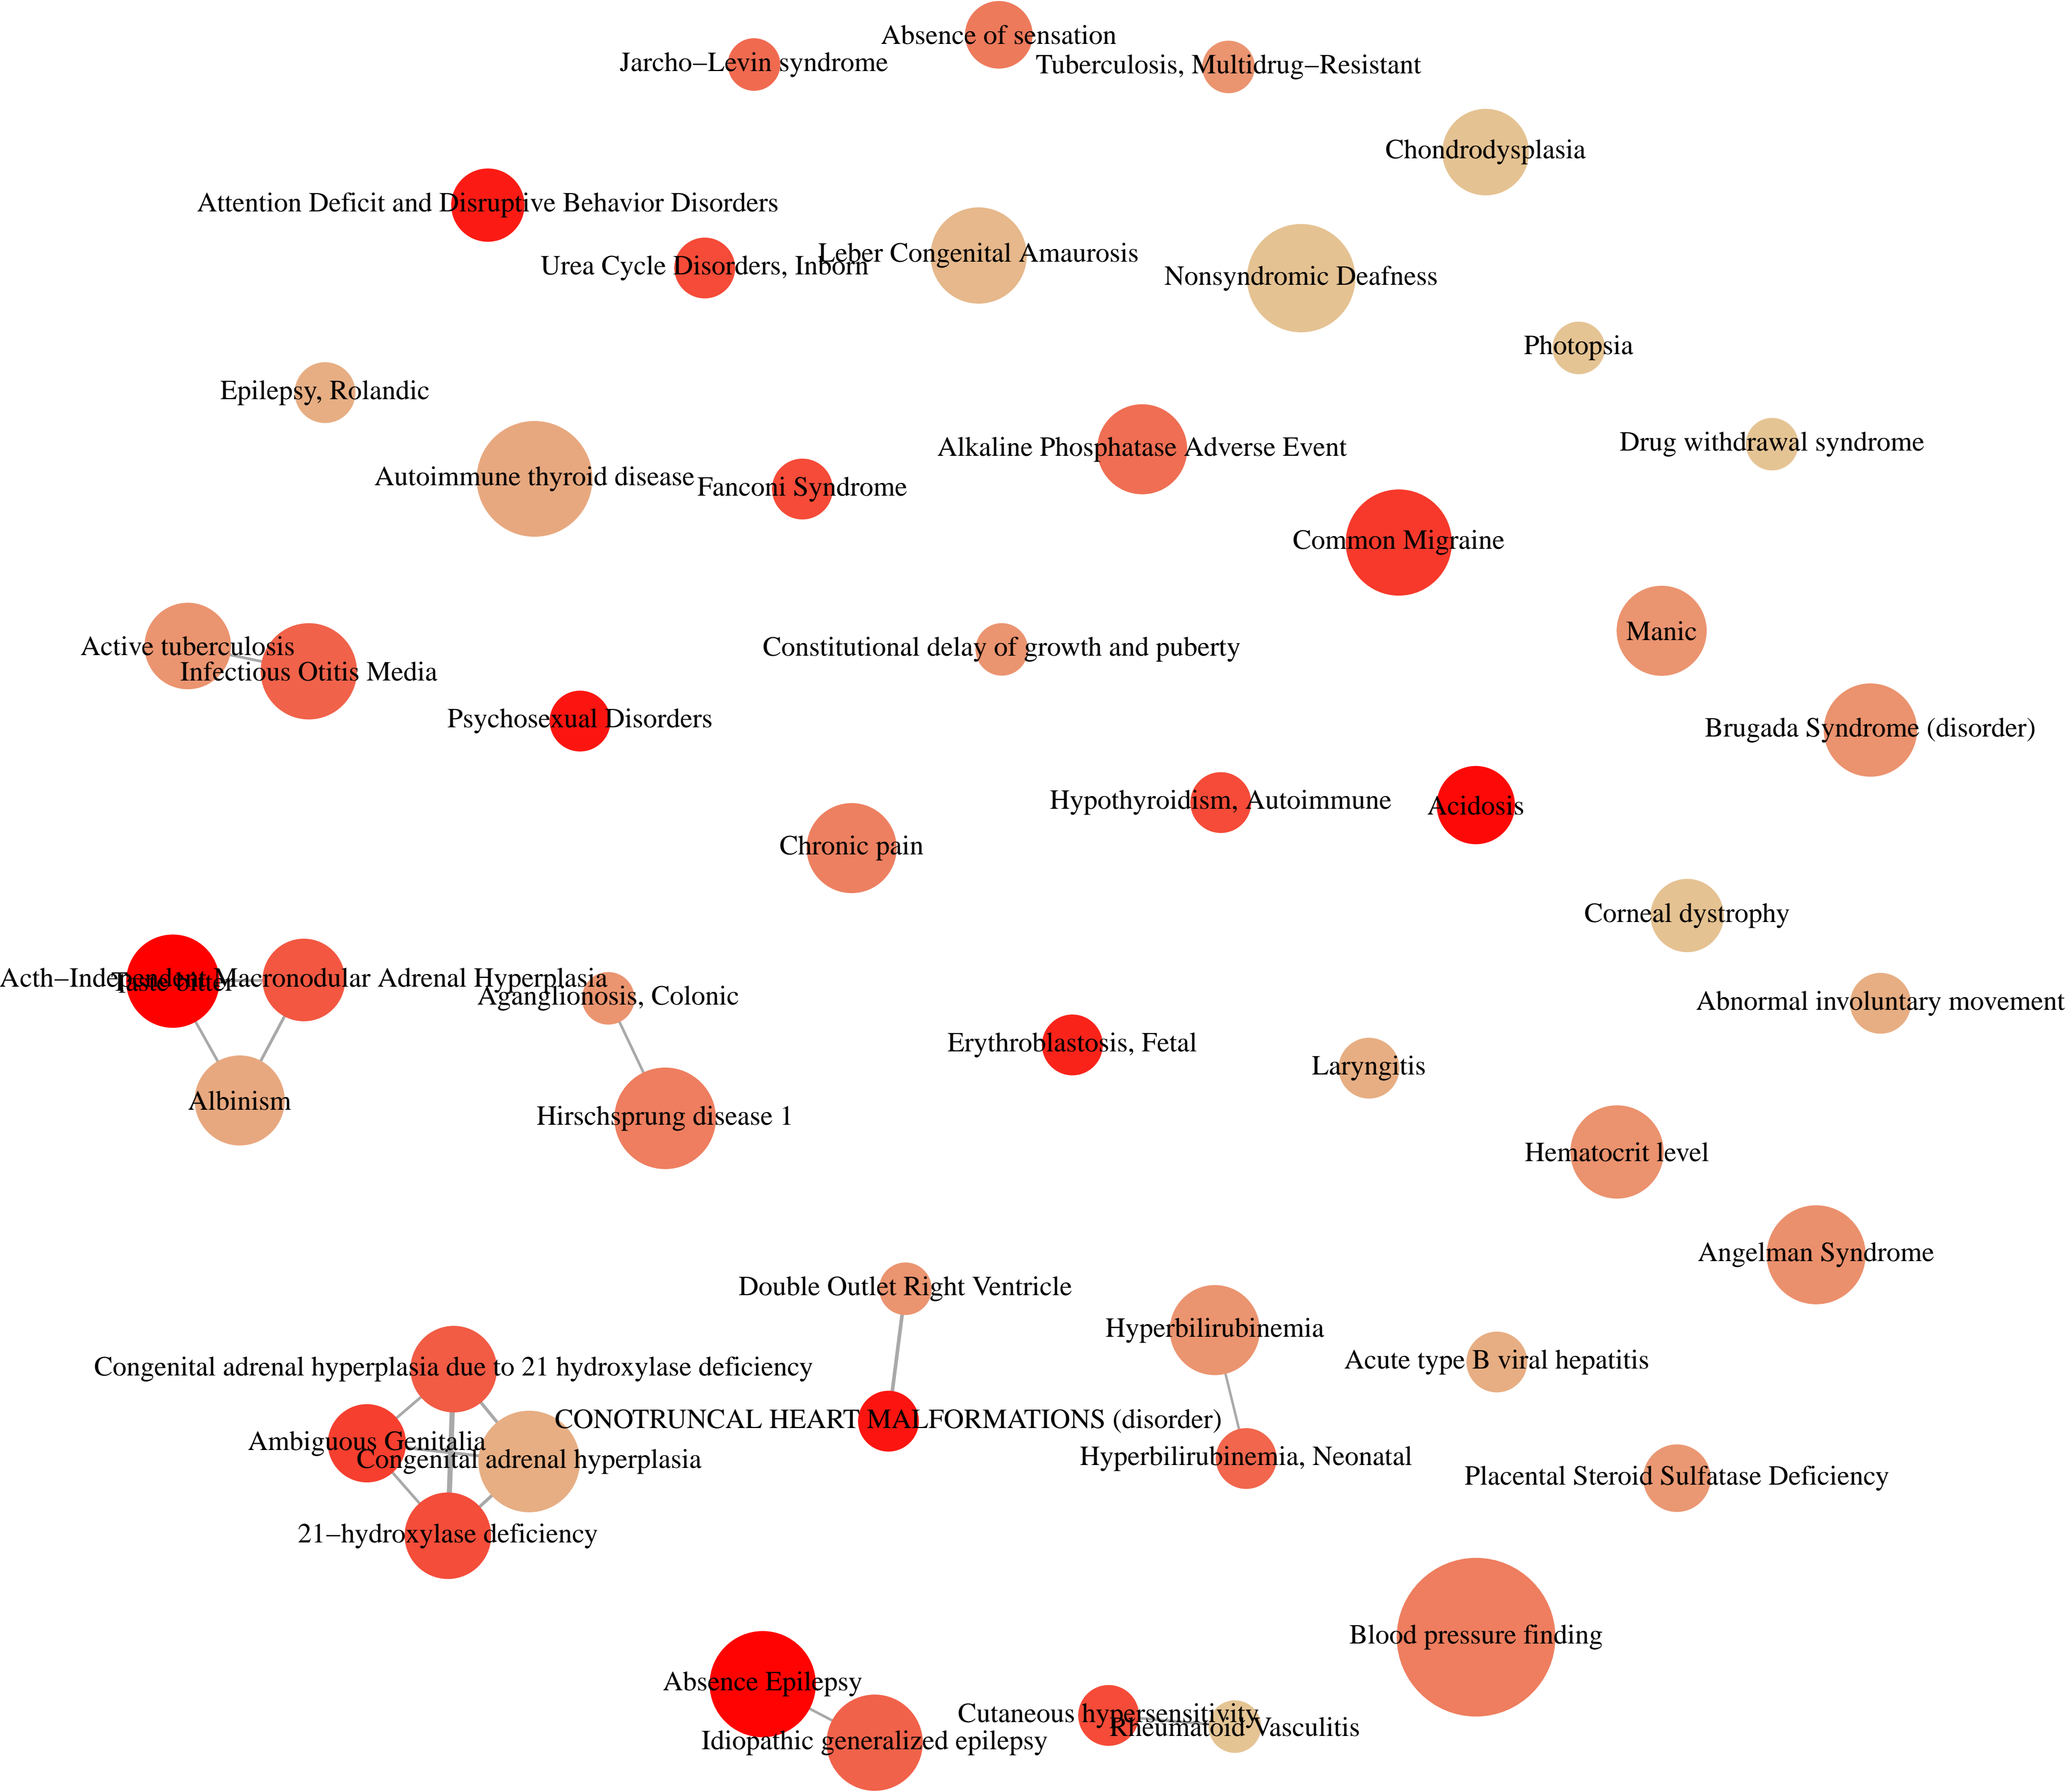 Absence of sensation
Jarcho−Levin syndrome
Tuberculosis, Multidrug−Resistant
Chondrodysplasia
Attention Deficit and Disruptive Behavior Disorders
Leber Congenital Amaurosis
Urea Cycle Disorders, Inborn
Nonsyndromic Deafness
Photopsia
Epilepsy, Rolandic
Drug withdrawal syndrome
Alkaline Phosphatase Adverse Event
Autoimmune thyroid disease
Fanconi Syndrome
Common Migraine
Manic
Active tuberculosis
Constitutional delay of growth and puberty
Infectious Otitis Media
Psychosexual Disorders
Brugada Syndrome (disorder)
Hypothyroidism, Autoimmune
Acidosis
Chronic pain
Corneal dystrophy
Acth−Independent Macronodular Adrenal Hyperplasia
Taste bitter
Aganglionosis, Colonic
Abnormal involuntary movement
Erythroblastosis, Fetal
Laryngitis
Albinism
Hirschsprung disease 1
Hematocrit level
Angelman Syndrome
Double Outlet Right Ventricle
Hyperbilirubinemia
Acute type B viral hepatitis
Congenital adrenal hyperplasia due to 21 hydroxylase deficiency
CONOTRUNCAL HEART MALFORMATIONS (disorder)
Ambiguous Genitalia
Congenital adrenal hyperplasia
Hyperbilirubinemia, Neonatal
Placental Steroid Sulfatase Deficiency
21−hydroxylase deficiency
Blood pressure finding
Absence Epilepsy
Cutaneous hypersensitivity
Rheumatoid Vasculitis
Idiopathic generalized epilepsy